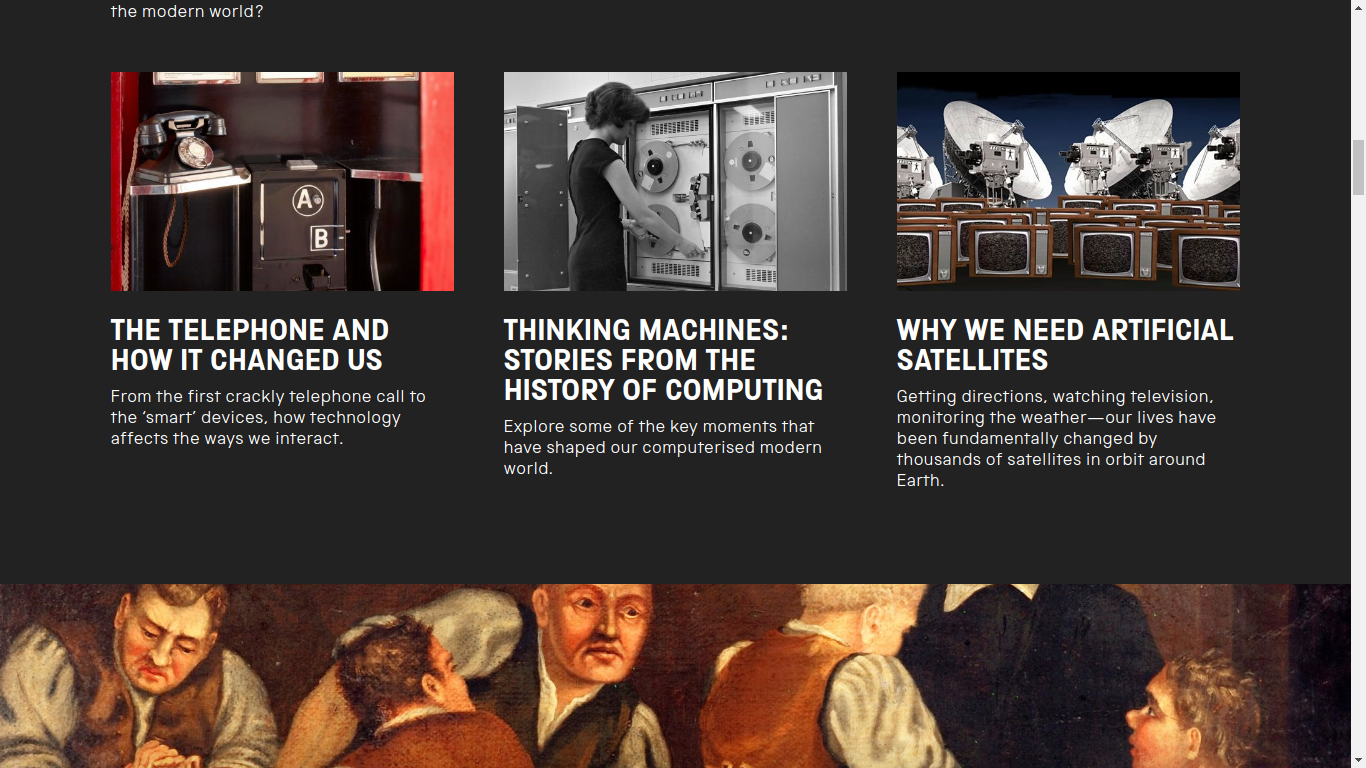 the modern world?
A
B
THE TELEPHONE AND
HOW IT CHANGED US
From the first crackly telephone call to
the ‘smart’ devices, how technology
affects the ways we interact.
THINKING MACHINES:
STORIES FROM THE
HISTORY OF COMPUTING
Explore some of the key moments that
have shaped our computerised modern
world.
WHY WE NEED ARTIFICIAL
SATELLITES
Getting directions, watching television,
monitoring the weather—our lives have
been fundamentally changed by
thousands of satellites in orbit around
Earth.